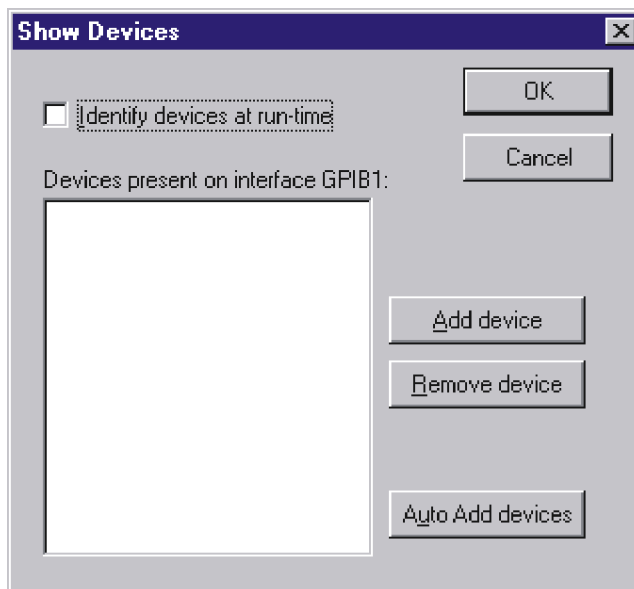 Show Devices
OK
Identify devices at run-time
Cancel
Devices present on interface GPIB1:
Add device
Remove device
Auto Add devices